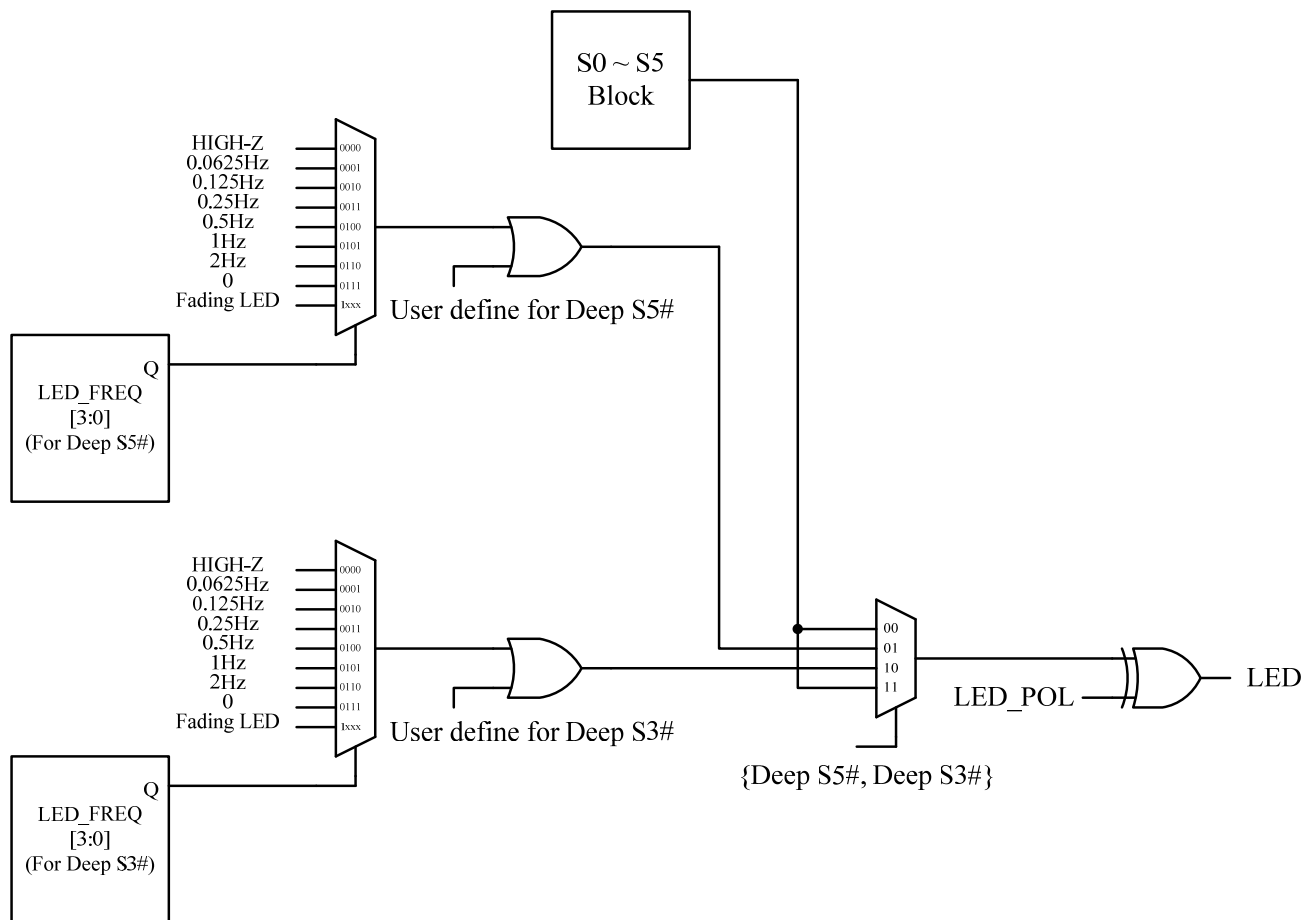 S0 ~ S5
Block
HIGH-Z
0.0625Hz
0.125Hz
0.25Hz
0.5Hz
1Hz
2Hz
0
Fading LED
0000
0001
0010
0011
0100
0101
0110
0111
1xxx
User define for Deep S5#
Q
LED_FREQ
[3:0]
(For Deep S5#)
HIGH-Z
0.0625Hz
0.125Hz
0.25Hz
0.5Hz
1Hz
2Hz
0
Fading LED
0000
0001
0010
0011
0100
0101
0110
0111
1xxx
User define for Deep S3#
Q
LED_FREQ
[3:0]
(For Deep S3#)
00
01
10
11
{Deep S5#, Deep S3#}
LED_POL
LED